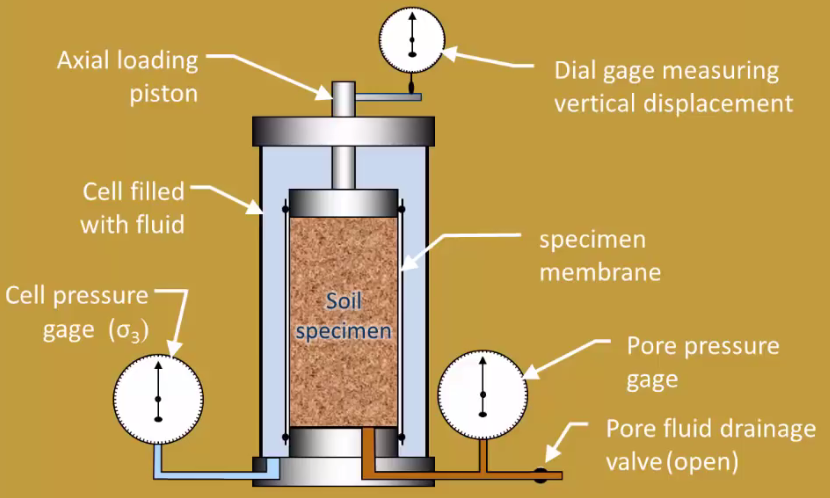 Axial loading
piston
Dial gage measuring
vertical displacement
Cell filled
with fluid
specimen
membrane
Cell pressure
gage (σ₃)
Soil
specimen
Pore pressure
gage
Pore fluid drainage
valve (open)